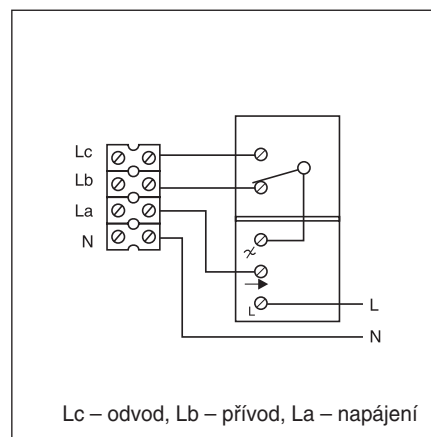 Lc
Lb
La
N
L
L
N
Lc – odvod, Lb – přívod, La – napájení